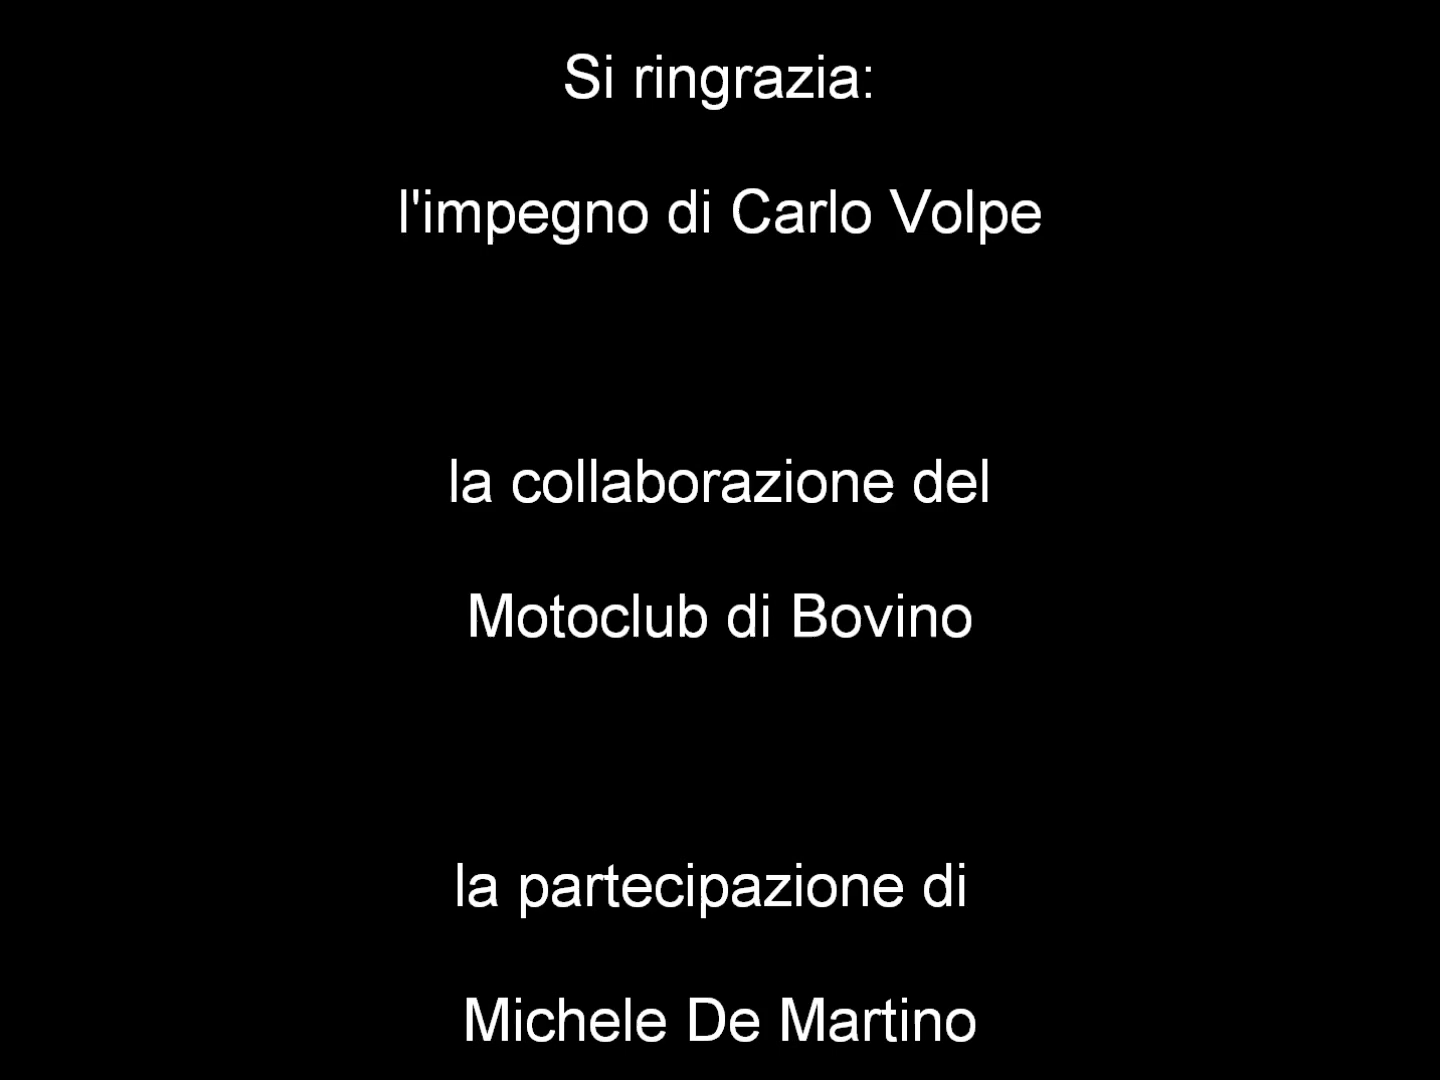 Si ringrazia:
l'impegno di Carlo Volpe
la collaborazione del
Motoclub di Bovino
la partecipazione di
Michele De Martino